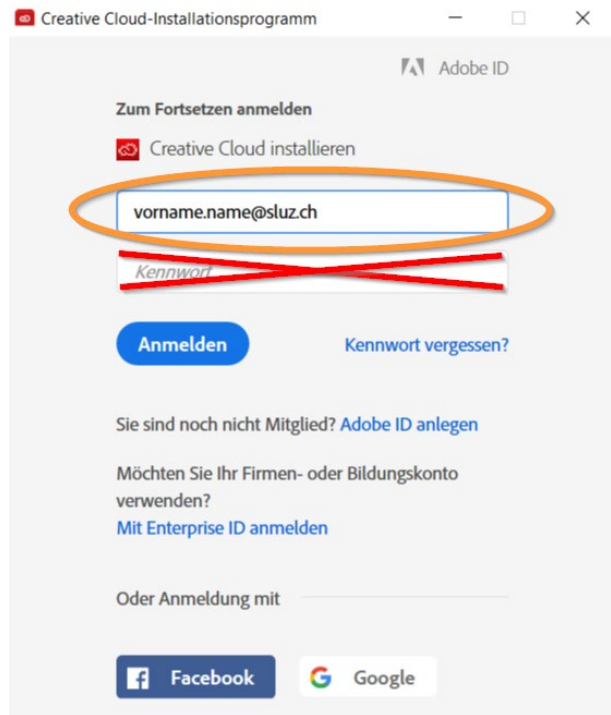 Creative Cloud-Installationsprogramm
Adobe ID
Zum Fortsetzen anmelden
Creative Cloud installieren
vorname.name@sluz.ch
Kennwort
Anmelden Kennwort vergessen?
Sie sind noch nicht Mitglied? Adobe ID anlegen
Möchten Sie Ihr Firmen- oder Bildungskonto
verwenden?
Mit Enterprise ID anmelden
Oder Anmeldung mit
Facebook Google